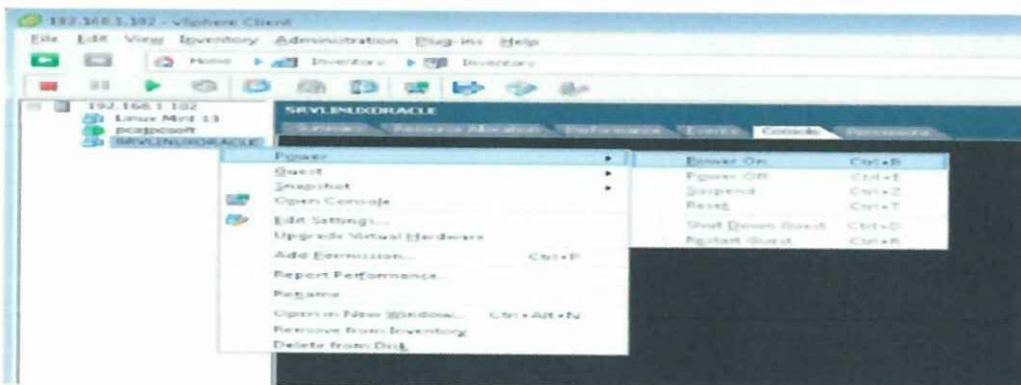 192.168.1.102 - vSphere Client
File Edit View Inventory Administration Plug-ins Help
Home Inventory Inventory
192.168.1.102
Linux Mint 13
pcajpcsoft
SRVLINUXORACLE
SRVLINUXORACLE
Summary Resource Allocation Performance Events Console Permissions
Power
Guest
Snapshot
Open Console
Edit Settings...
Upgrade Virtual Hardware
Add Permission... Ctrl+P
Report Performance...
Rename
Open in New Window... Ctrl+Alt+N
Remove from Inventory
Delete from Disk
Power On Ctrl+B
Power Off Ctrl+E
Suspend Ctrl+Z
Reset Ctrl+T
Shut Down Guest Ctrl+D
Restart Guest Ctrl+R